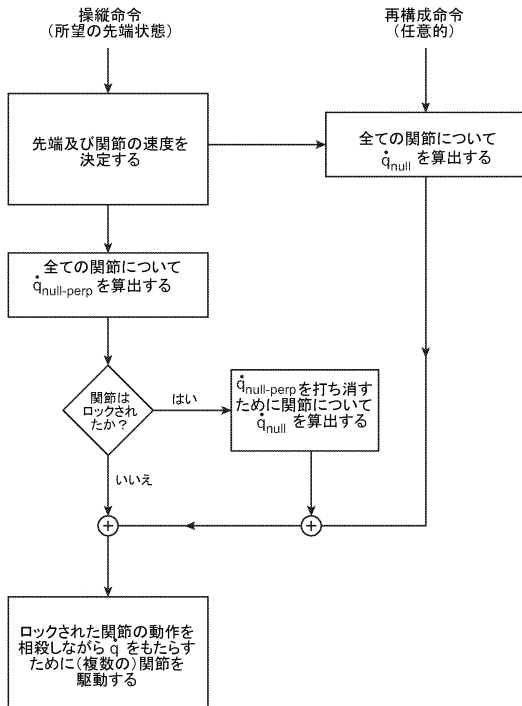 操縦命令
(所望の先端状態)
再構成命令
(任意的)
先端及び関節の速度を
決定する
全ての関節について
q̇null を算出する
全ての関節について
q̇null-perp を算出する
関節は
ロックされ
たか？
はい
いいえ
q̇null-perp を打ち消す
ために関節について
q̇null を算出する
+
+
ロックされた関節の動作を
相殺しながら q̇ をもたらす
ために(複数の)関節を
駆動する